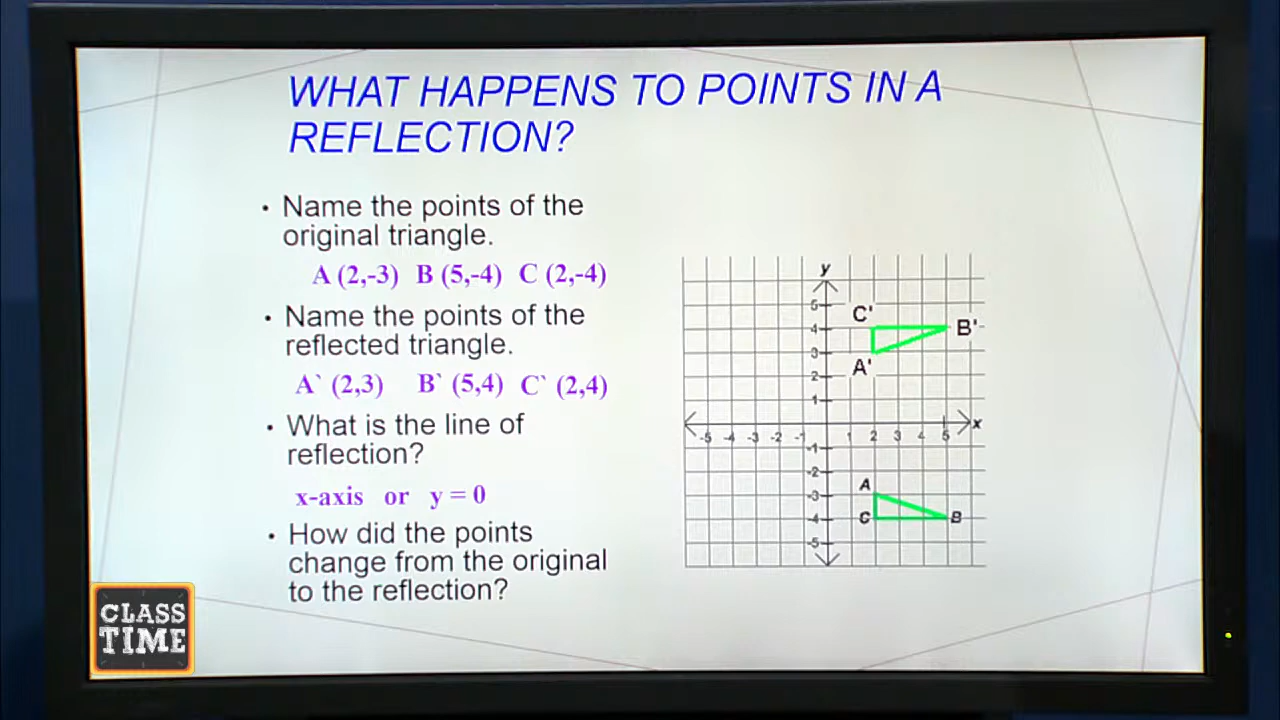 WHAT HAPPENS TO POINTS IN A
REFLECTION?
• Name the points of the
original triangle.
A (2,-3) B (5,-4) C (2,-4)
• Name the points of the
reflected triangle.
A` (2,3) B` (5,4) C` (2,4)
• What is the line of
reflection?
x-axis or y = 0
• How did the points
change from the original
to the reflection?
y
5
C'
4
B'
3
A'
2
1
x
-5 -4 -3 -2 -1 1 2 3 4 5
-1
-2
A
-3
C
-4
B
-5
CLASS
TIME